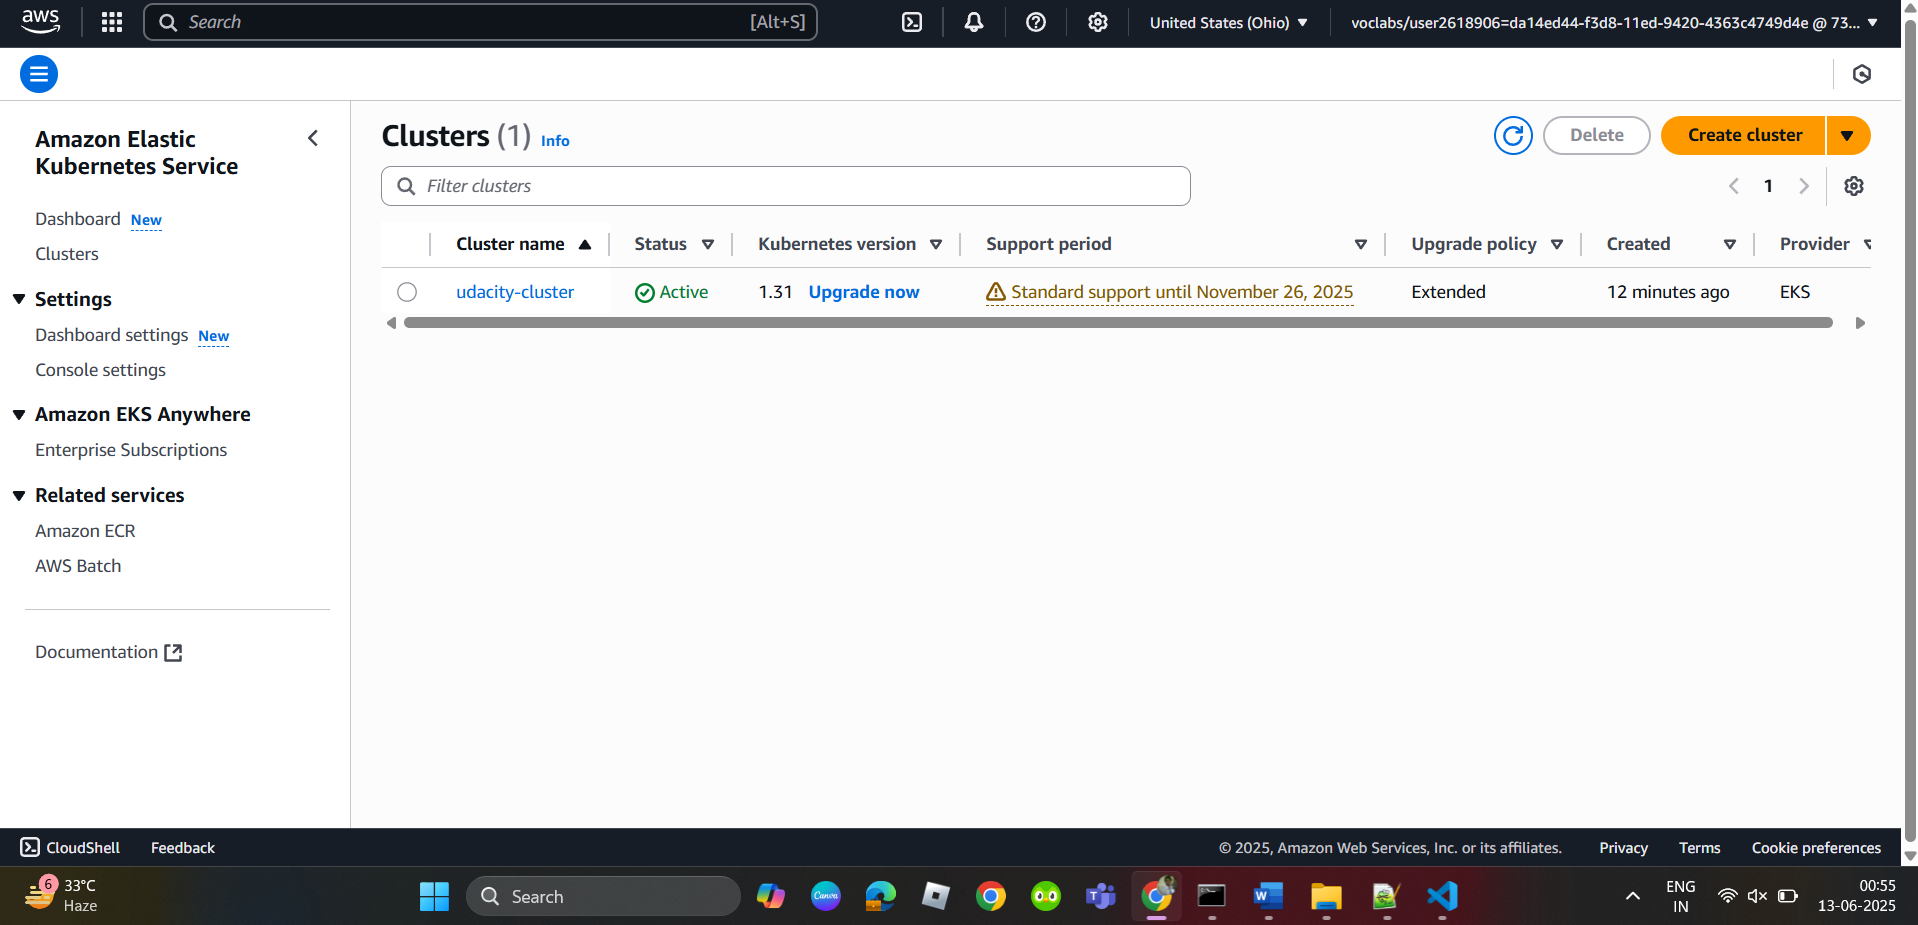 aws
Search [Alt+S]
United States (Ohio)
voclabs/user2618906=da14ed44-f3d8-11ed-9420-4363c4749d4e @ 73...
Amazon Elastic
Kubernetes Service
Dashboard New
Clusters
Settings
Dashboard settings New
Console settings
Amazon EKS Anywhere
Enterprise Subscriptions
Related services
Amazon ECR
AWS Batch
Documentation
Clusters (1) Info
Delete
Create cluster
Filter clusters
1
Cluster name Status Kubernetes version Support period Upgrade policy Created Provider
udacity-cluster Active 1.31 Upgrade now Standard support until November 26, 2025 Extended 12 minutes ago EKS
CloudShell Feedback
© 2025, Amazon Web Services, Inc. or its affiliates. Privacy Terms Cookie preferences
6
33°C
Haze
Search
Canva
ENG
IN
00:55
13-06-2025